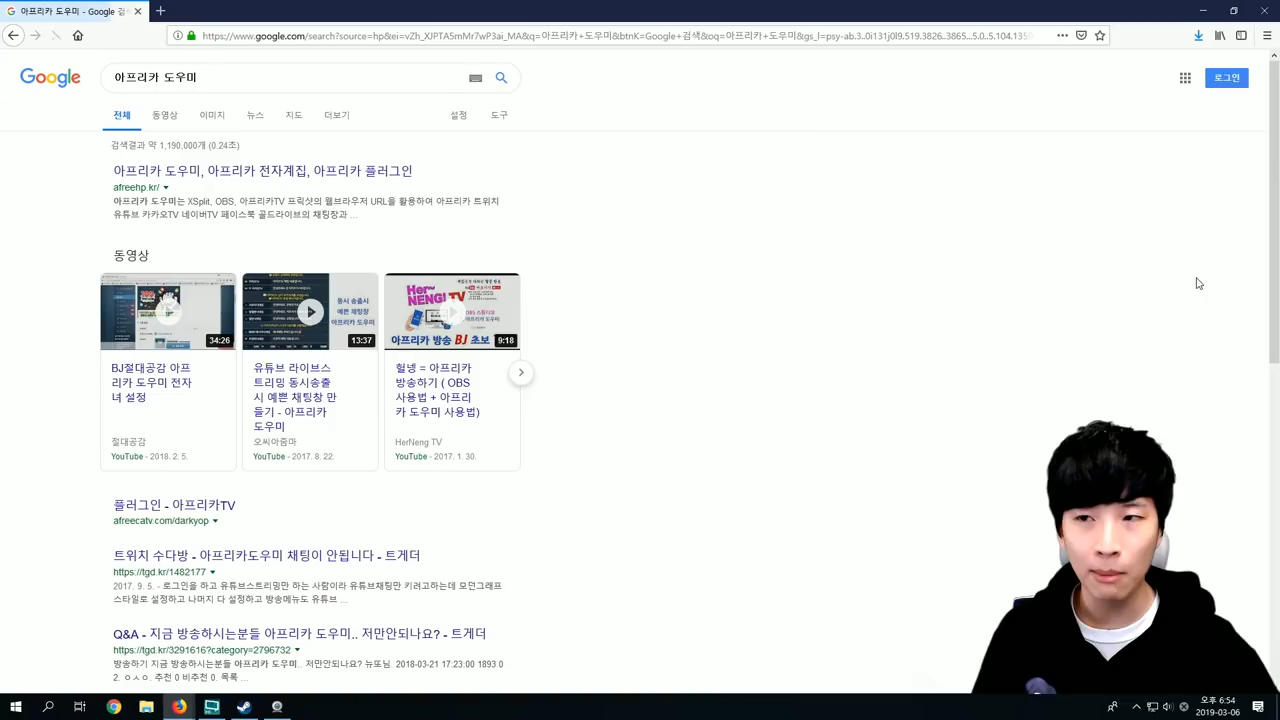 아프리카 도우미 - Google 검색
https://www.google.com/search?source=hp&ei=vZh_XJPTA5mMr7wP3ai_MA&q=아프리카+도우미&btnK=Google+검색&oq=아프리카+도우미&gs_l=psy-ab.3..0i131j0l9.519.3826..3865...5.0..5.104.1359
Google
아프리카 도우미
로그인
전체 동영상 이미지 뉴스 지도 더보기 설정 도구
검색결과 약 1,190,000개 (0.24초)
아프리카 도우미, 아프리카 전자계집, 아프리카 플러그인
afreehp.kr/
아프리카 도우미는 XSplit, OBS, 아프리카TV 프릭샷의 웹브라우저 URL을 활용하여 아프리카 트위치
유튜브 카카오TV 네이버TV 페이스북 골드라이브의 채팅창과 ...
동영상
34:26
동시 송출시
예쁜 채팅창
아프리카 도우미
13:37
Her~
NENG! TV
아프리카 방송 BJ 초보
9:18
BJ절대공감 아프
리카 도우미 전자
녀 설정
절대공감
YouTube - 2018. 2. 5.
유튜브 라이브스
트리밍 동시송출
시 예쁜 채팅창 만
들기 - 아프리카
도우미
오씨아줌마
YouTube - 2017. 8. 22.
헐넹 = 아프리카
방송하기 ( OBS
사용법 + 아프리
카 도우미 사용법)
HerNeng TV
YouTube - 2017. 1. 30.
플러그인 - 아프리카TV
afreecatv.com/darkyop
트위치 수다방 - 아프리카도우미 채팅이 안됩니다 - 트게더
https://tgd.kr/1482177
2017. 9. 5. - 로그인을 하고 유튜브스트리밍만 하는 사람이라 유튜브채팅만 키려고하는데 모던그래프
스타일로 설정하고 나머지 다 설정하고 방송메뉴도 유튜브 ...
Q&A - 지금 방송하시는분들 아프리카 도우미.. 저만안되나요? - 트게더
https://tgd.kr/3291616?category=2796732
방송하기 지금 방송하시는분들 아프리카 도우미.. 저만안되나요? 뉴또님. 2018-03-21 17:23:00 1893 0
2. ㅇㅅㅇ. 추천 0 비추천 0. 목록 ...
오후 6:54
2019-03-06